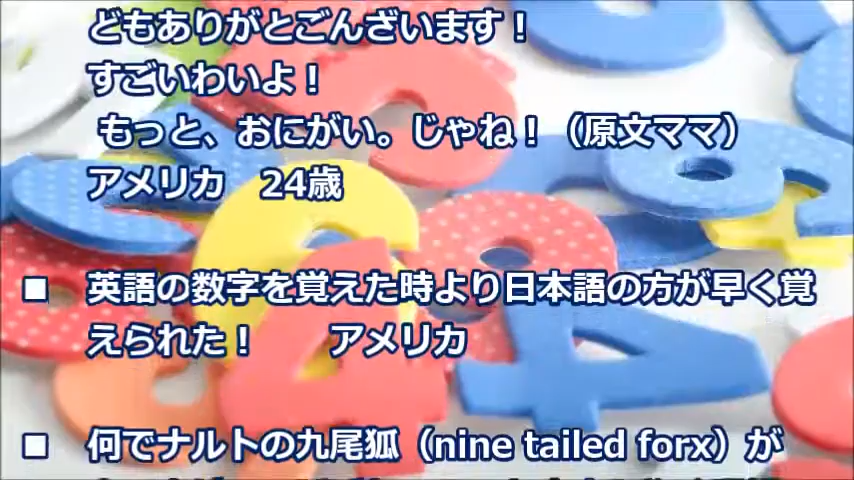 どもありがとごんざいます！
すごいわいよ！
もっと、おにがい。じゃね！（原文ママ）
アメリカ　24歳
■　英語の数字を覚えた時より日本語の方が早く覚
えられた！　　アメリカ
■　何でナルトの九尾狐（nine tailed forx）が